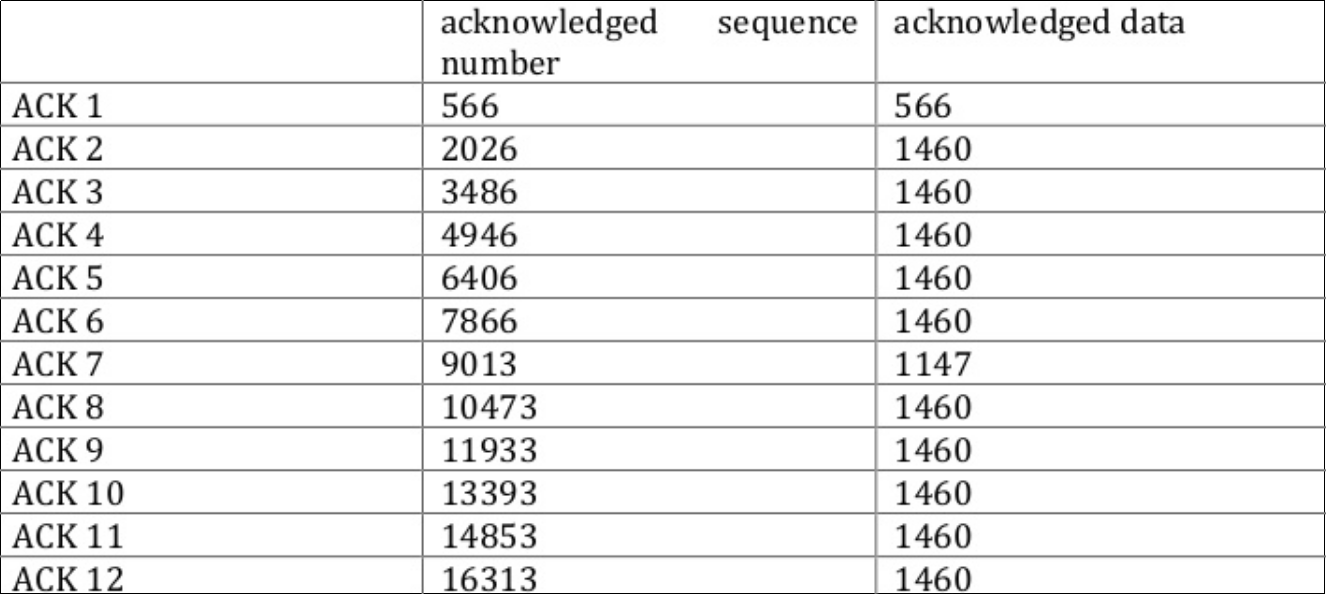 acknowledged sequence acknowledged data
number
ACK 1 566 566
ACK 2 2026 1460
ACK 3 3486 1460
ACK 4 4946 1460
ACK 5 6406 1460
ACK 6 7866 1460
ACK 7 9013 1147
ACK 8 10473 1460
ACK 9 11933 1460
ACK 10 13393 1460
ACK 11 14853 1460
ACK 12 16313 1460